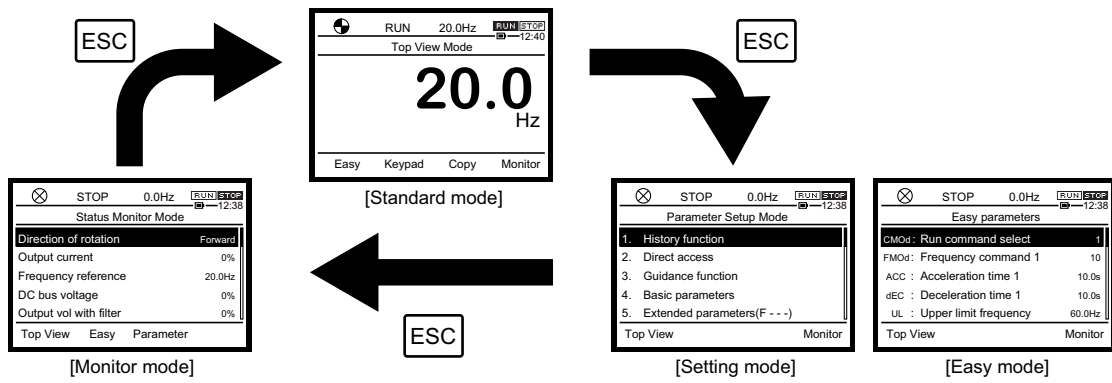 ESC
RUN 20.0Hz RUN STOP
12:40
Top View Mode
20.0
Hz
Easy Keypad Copy Monitor
[Standard mode]
ESC
STOP 0.0Hz RUN STOP
12:38
Status Monitor Mode
Direction of rotation Forward
Output current 0%
Frequency reference 20.0Hz
DC bus voltage 0%
Output vol with filter 0%
Top View Easy Parameter
[Monitor mode]
ESC
STOP 0.0Hz RUN STOP
12:38
Parameter Setup Mode
1. History function
2. Direct access
3. Guidance function
4. Basic parameters
5. Extended parameters(F - - -)
Top View Monitor
[Setting mode]
STOP 0.0Hz RUN STOP
12:38
Easy parameters
CMOd : Run command select 1
FMOd : Frequency command 1 10
ACC : Acceleration time 1 10.0s
dEC : Deceleration time 1 10.0s
UL : Upper limit frequency 60.0Hz
Top View Monitor
[Easy mode]